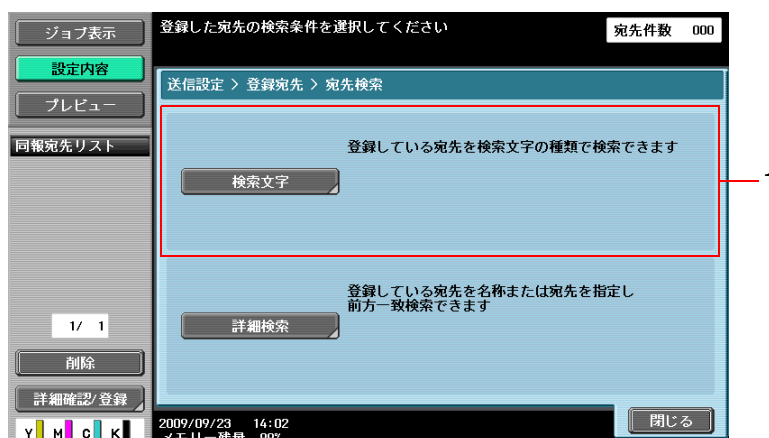 ジョブ表示
設定内容
プレビュー
同報宛先リスト
1/ 1
削除
詳細確認/登録
Y M C K
登録した宛先の検索条件を選択してください
宛先件数 000
送信設定 > 登録宛先 > 宛先検索
登録している宛先を検索文字の種類で検索できます
検索文字
登録している宛先を名称または宛先を指定し
前方一致検索できます
詳細検索
2009/09/23 14:02
メモリー残量
閉じる